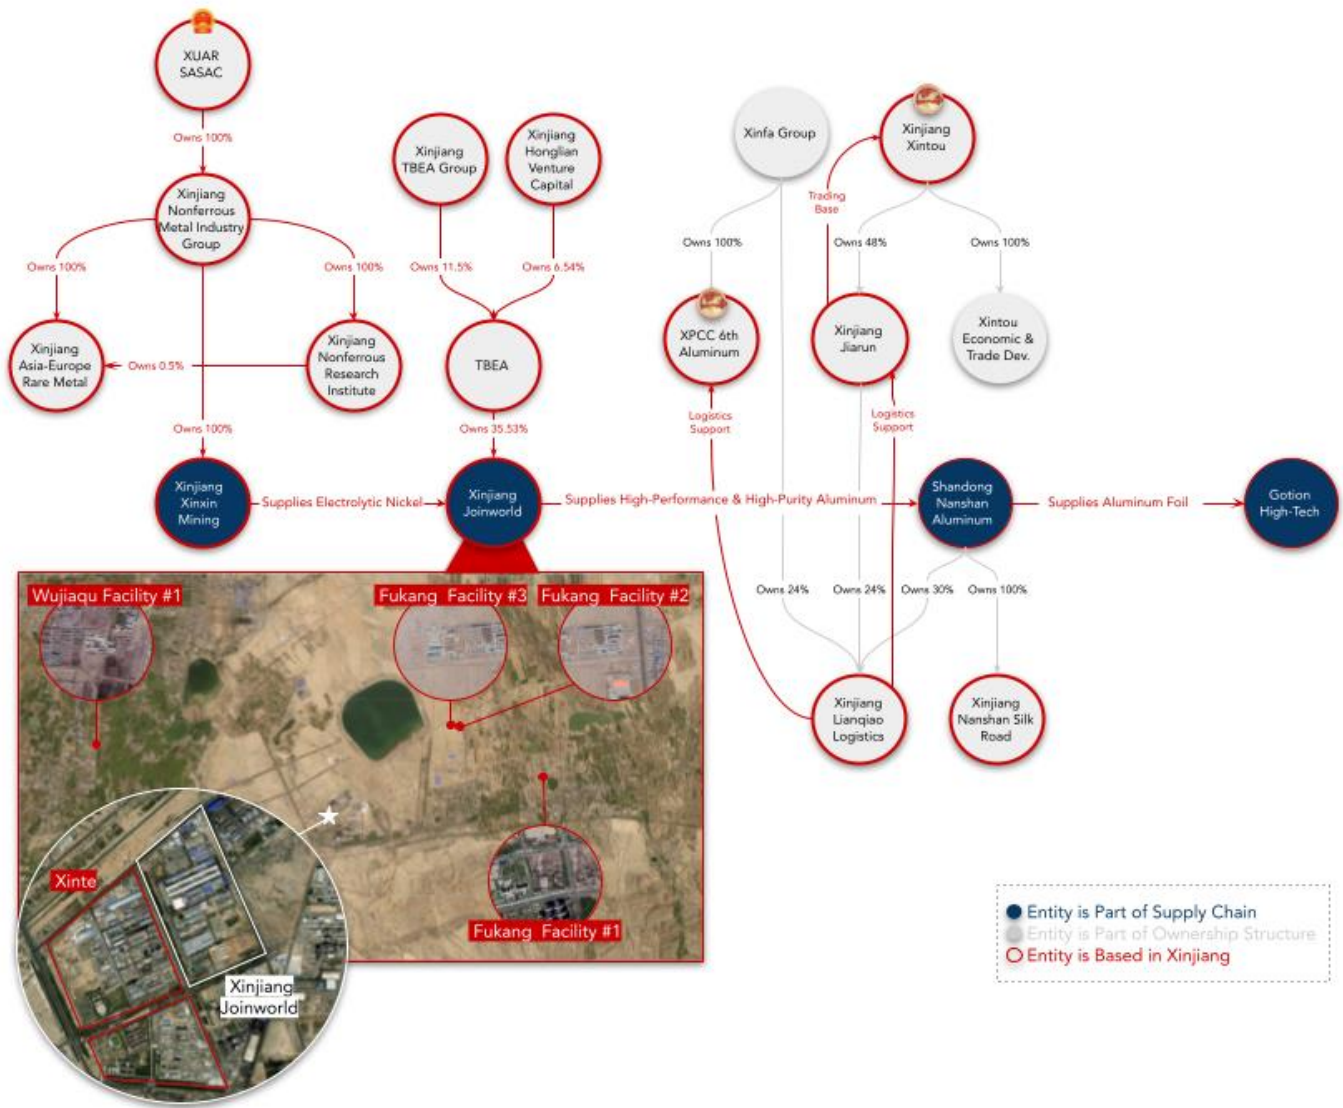 XUAR
SASAC
Owns 100%
Xinjiang
Nonferrous
Metal Industry
Group
Owns 100%
Owns 100%
Xinjiang
Asia-Europe
Rare Metal
Owns 0.5%
Xinjiang
Nonferrous
Research
Institute
Owns 100%
Xinjiang
TBEA Group
Xinjiang
Honglian
Venture
Capital
Owns 11.5%
Owns 6.54%
TBEA
Owns 35.53%
Xinfa Group
Xinjiang
Xintou
Trading
Base
Owns 100%
Owns 48%
Owns 100%
XPCC 6th
Aluminum
Xinjiang
Jiarun
Xintou
Economic &
Trade Dev.
Logistics
Support
Logistics
Support
Xinjiang
Xinxin
Mining
Supplies Electrolytic Nickel
Xinjiang
Joinworld
Supplies High-Performance & High-Purity Aluminum
Shandong
Nanshan
Aluminum
Supplies Aluminum Foil
Gotion
High-Tech
Owns 24%
Owns 24%
Owns 30%
Owns 100%
Xinjiang
Lianqiao
Logistics
Xinjiang
Nanshan Silk
Road
Wujiaqu Facility #1
Fukang Facility #3
Fukang Facility #2
Fukang Facility #1
Xinte
Xinjiang
Joinworld
Entity is Part of Supply Chain
Entity is Part of Ownership Structure
Entity is Based in Xinjiang